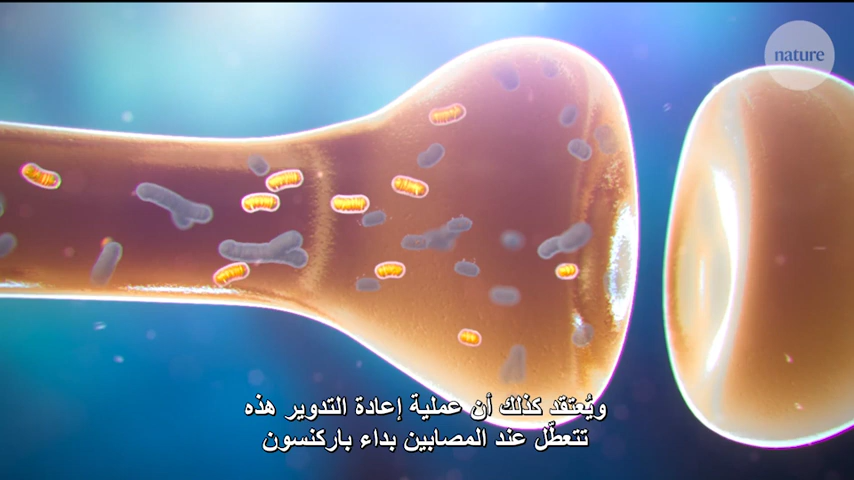 nature
ويُعتقد كذلك أن عملية إعادة التدوير هذه
تتعطّل عند المصابين بداء باركنسون